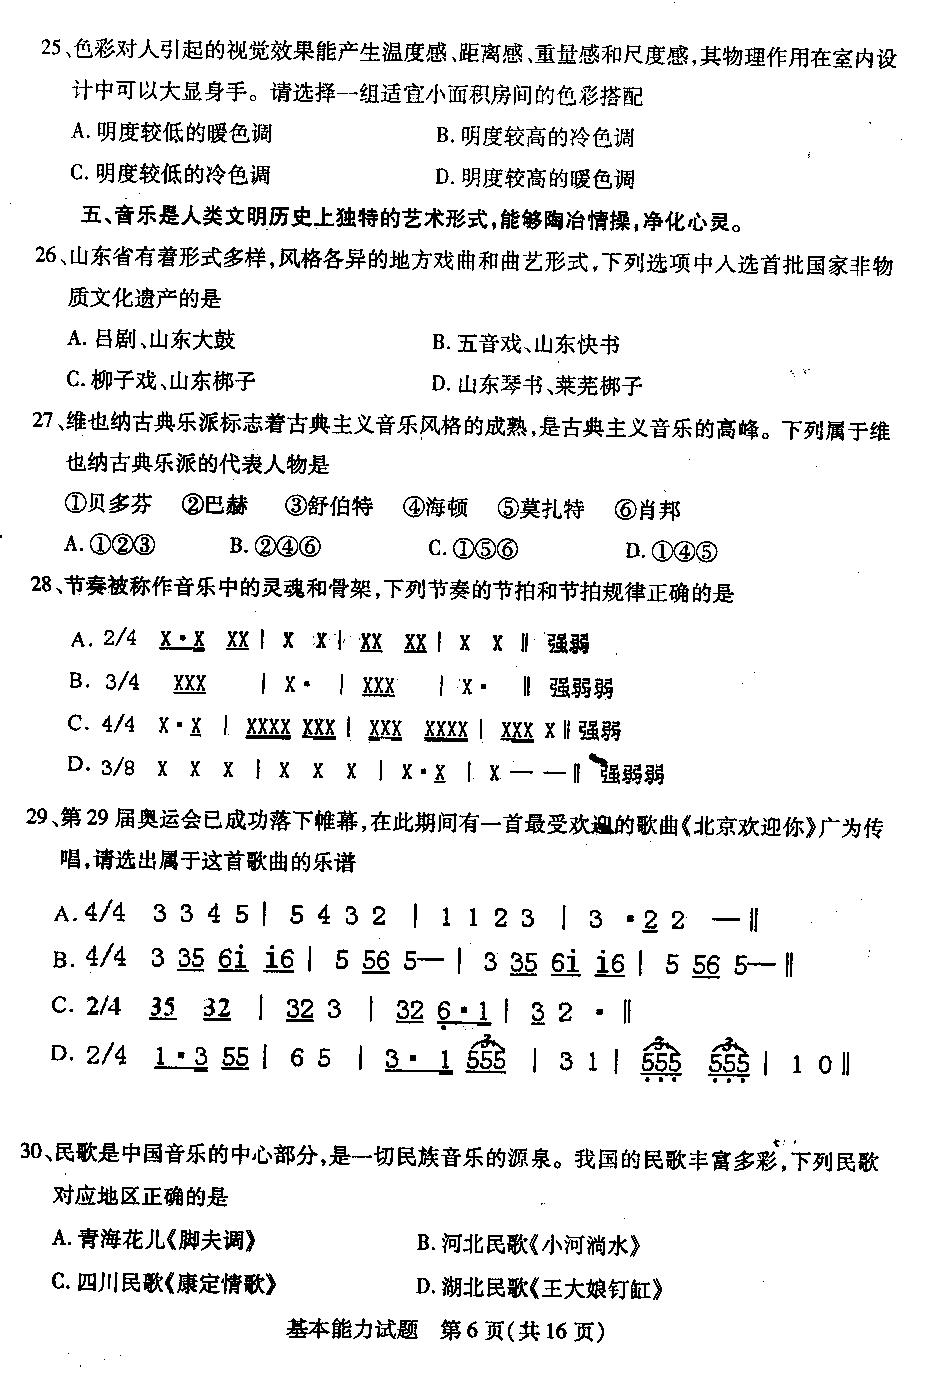 25、色彩对人引起的视觉效果能产生温度感、距离感、重量感和尺度感,其物理作用在室内设
计中可以大显身手。请选择一组适宜小面积房间的色彩搭配
A. 明度较低的暖色调 B. 明度较高的冷色调
C. 明度较低的冷色调 D. 明度较高的暖色调
五、音乐是人类文明历史上独特的艺术形式,能够陶冶情操,净化心灵。
26、山东省有着形式多样,风格各异的地方戏曲和曲艺形式,下列选项中入选首批国家非物
质文化遗产的是
A. 吕剧、山东大鼓 B. 五音戏、山东快书
C. 柳子戏、山东梆子 D. 山东琴书、莱芜梆子
27、维也纳古典乐派标志着古典主义音乐风格的成熟,是古典主义音乐的高峰。下列属于维
也纳古典乐派的代表人物是
①贝多芬 ②巴赫 ③舒伯特 ④海顿 ⑤莫扎特 ⑥肖邦
A. ①②③ B. ②④⑥ C. ①⑤⑥ D. ①④⑤
28、节奏被称作音乐中的灵魂和骨架,下列节奏的节拍和节拍规律正确的是
A. 2/4 X·X XX | X X | XX XX | X X ‖ 强弱
B. 3/4 XXX | X· | XXX | X· ‖ 强弱弱
C. 4/4 X·X | XXXX XXX | XXX XXXX | XXX X ‖ 强弱
D. 3/8 X X X | X X X | X·X | X — — ‖ 强弱弱
29、第29届奥运会已成功落下帷幕,在此期间有一首最受欢迎的歌曲《北京欢迎你》广为传
唱,请选出属于这首歌曲的乐谱
A. 4/4 3 3 4 5 | 5 4 3 2 | 1 1 2 3 | 3 ·2 2 — ‖
B. 4/4 3 35 6i i6 | 5 56 5— | 3 35 6i i6 | 5 56 5— ‖
C. 2/4 35 32 | 32 3 | 32 6·1 | 3 2 · ‖
D. 2/4 1·3 55 | 6 5 | 3· 1 555 | 3 1 | 555 555 | 1 0 ‖
30、民歌是中国音乐的中心部分,是一切民族音乐的源泉。我国的民歌丰富多彩,下列民歌
对应地区正确的是
A. 青海花儿《脚夫调》 B. 河北民歌《小河淌水》
C. 四川民歌《康定情歌》 D. 湖北民歌《王大娘钉缸》
基本能力试题 第6页(共16页)